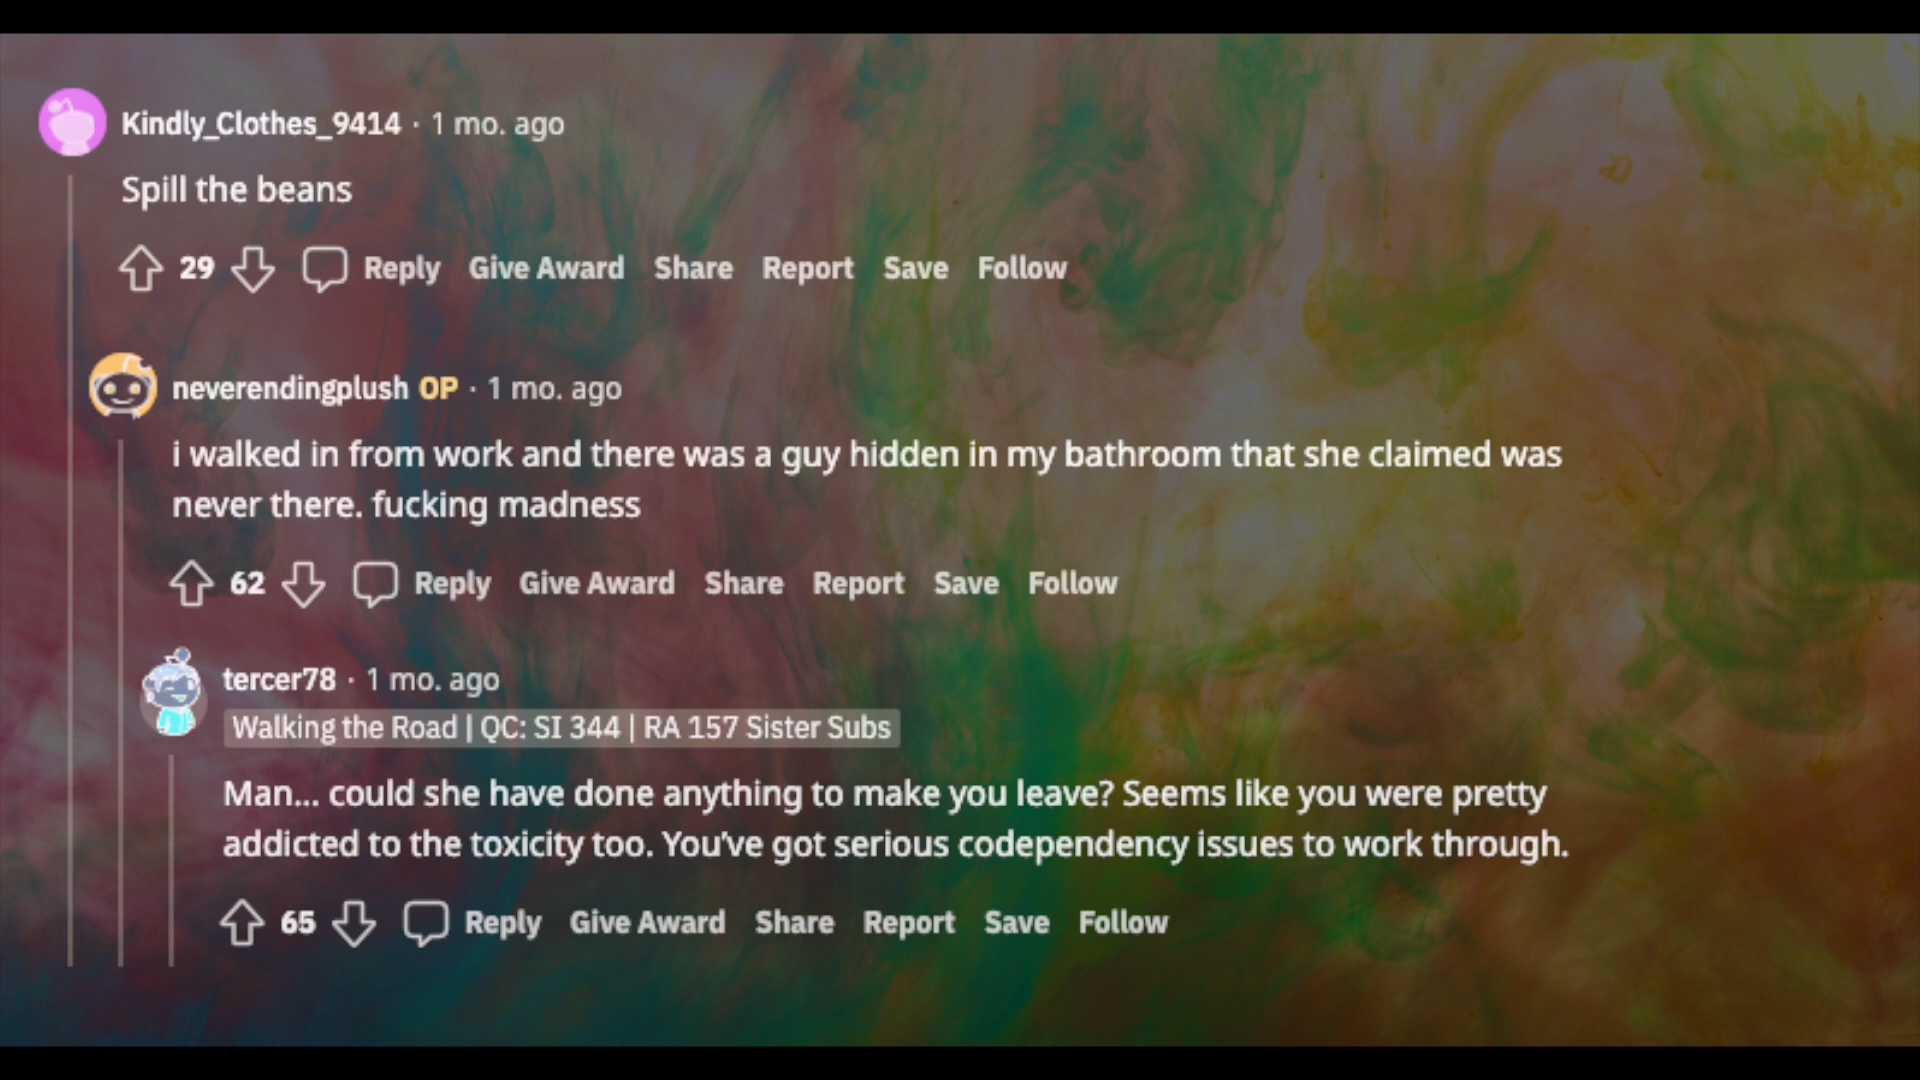 Kindly_Clothes_9414 · 1 mo. ago
Spill the beans
29 Reply Give Award Share Report Save Follow
neverendingplush OP · 1 mo. ago
i walked in from work and there was a guy hidden in my bathroom that she claimed was
never there. fucking madness
62 Reply Give Award Share Report Save Follow
tercer78 · 1 mo. ago
Walking the Road | QC: SI 344 | RA 157 Sister Subs
Man... could she have done anything to make you leave? Seems like you were pretty
addicted to the toxicity too. You've got serious codependency issues to work through.
65 Reply Give Award Share Report Save Follow